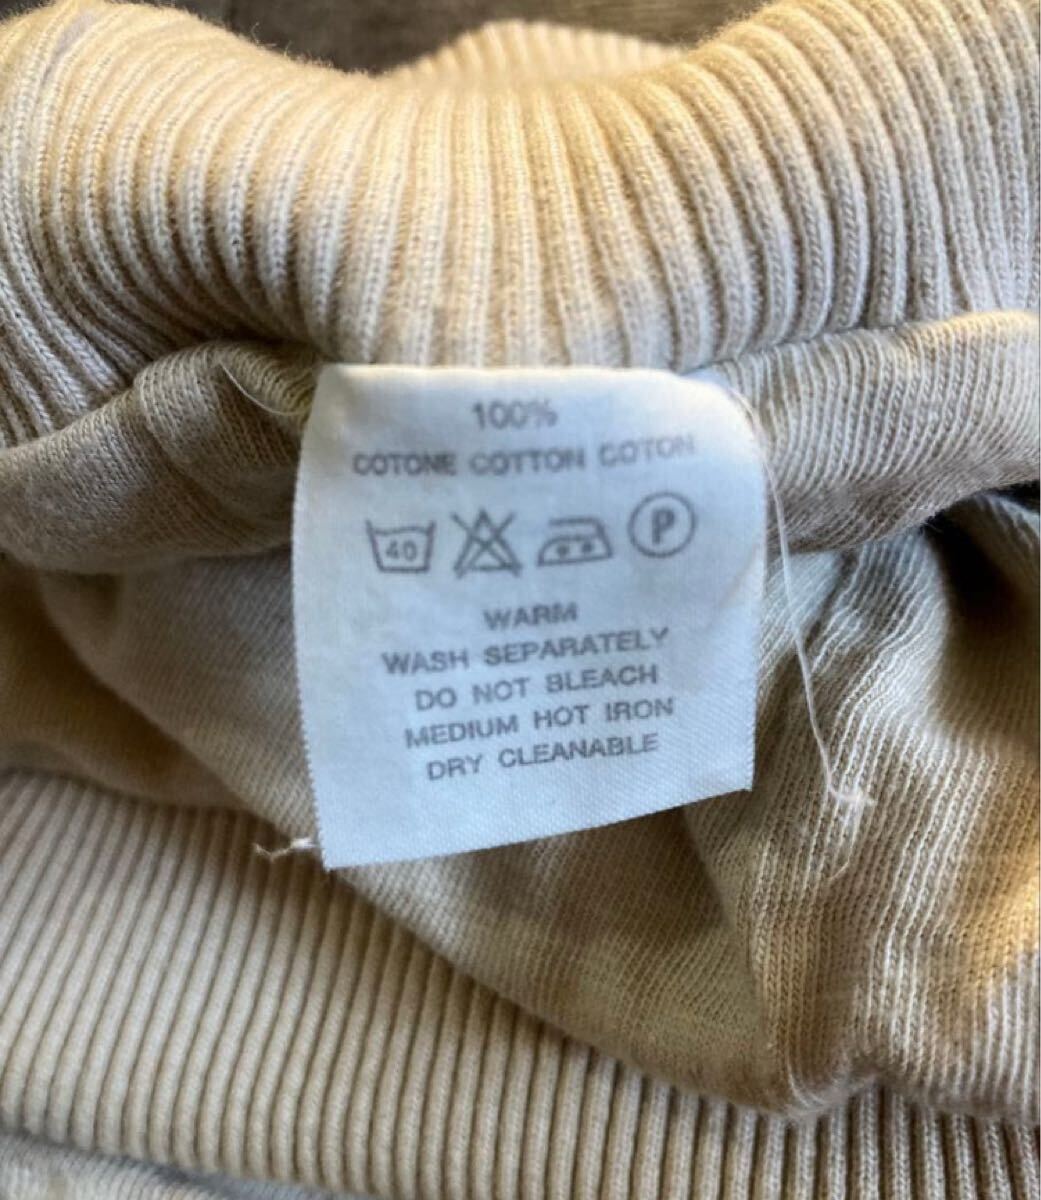 100%
COTONE COTTON COTON
40 P
WARM
WASH SEPARATELY
DO NOT BLEACH
MEDIUM HOT IRON
DRY CLEANABLE